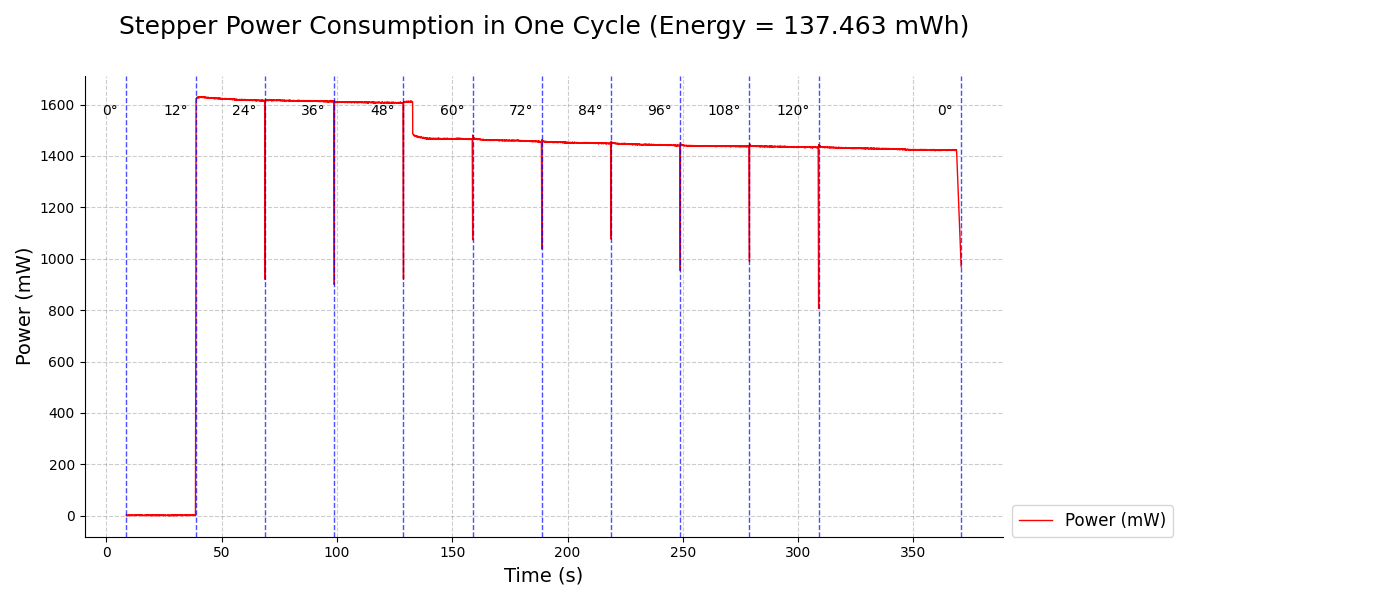 Stepper Power Consumption in One Cycle (Energy = 137.463 mWh)
0° 12° 24° 36° 48° 60° 72° 84° 96° 108° 120° 0°
1600
1400
1200
1000
800
600
400
200
0
Power (mW)
0 50 100 150 200 250 300 350
Time (s)
Power (mW)